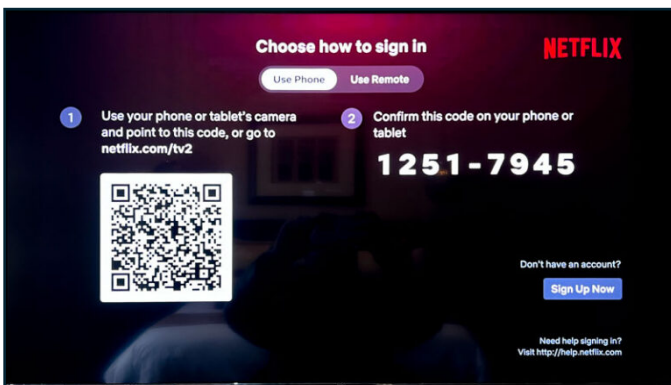 Choose how to sign in
NETFLIX
Use Phone
Use Remote
1
Use your phone or tablet's camera
and point to this code, or go to
netflix.com/tv2
2
Confirm this code on your phone or
tablet
1251-7945
Don't have an account?
Sign Up Now
Need help signing in?
Visit http://help.netflix.com